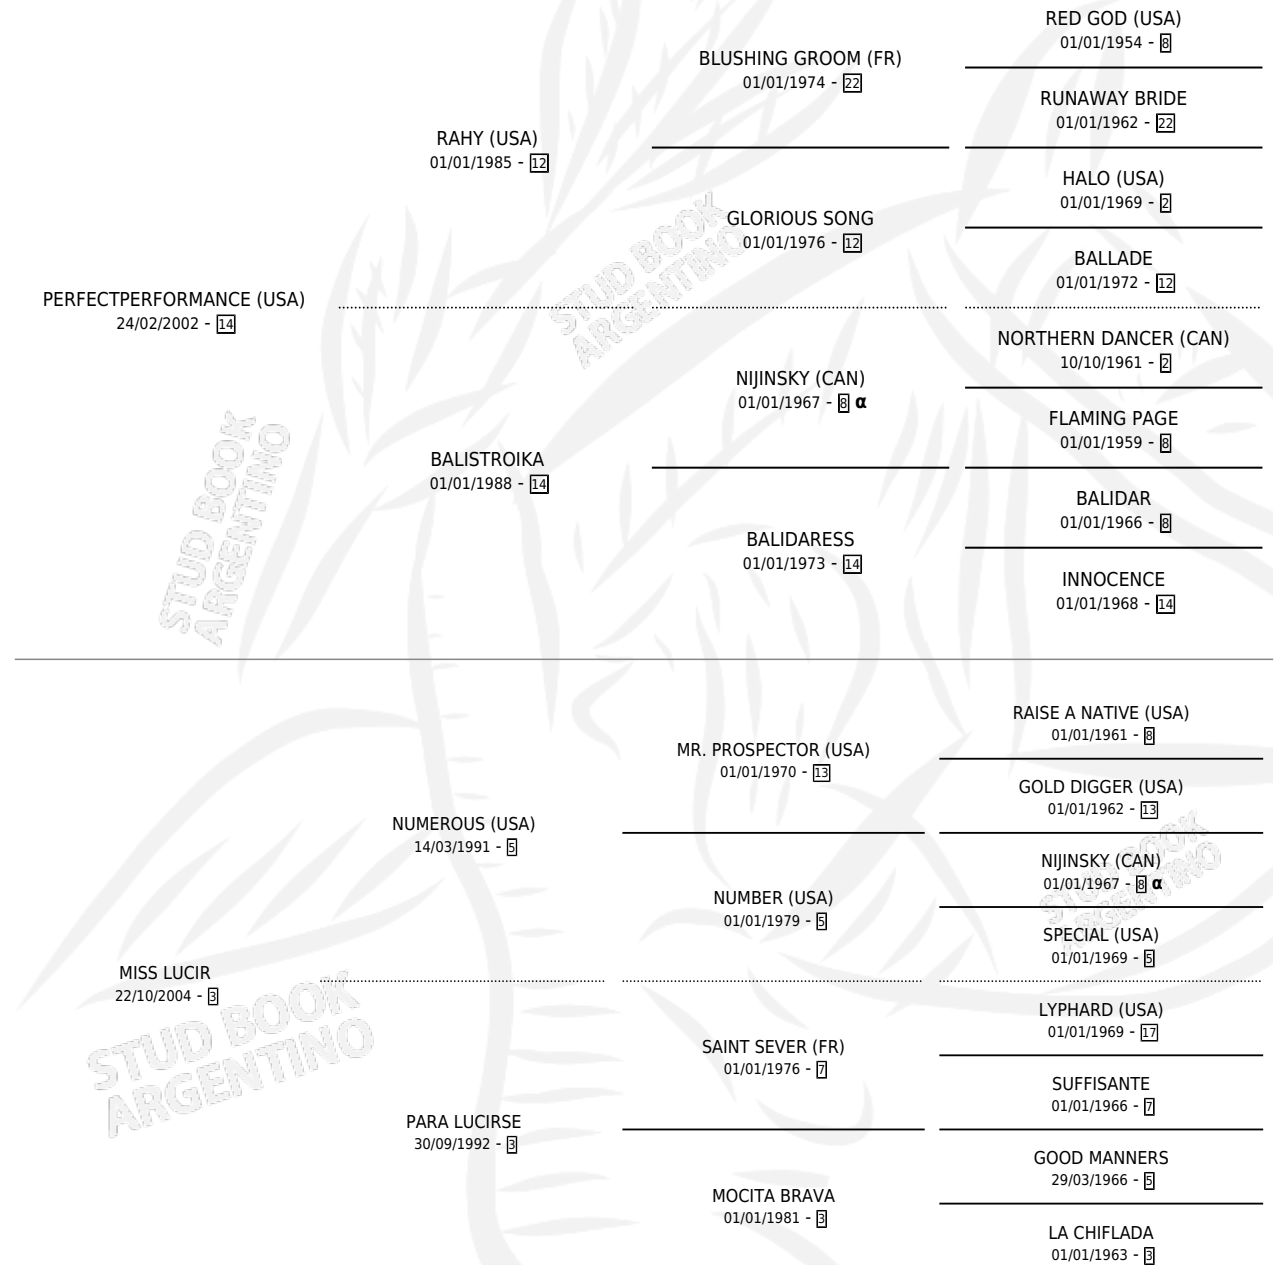 RED GOD (USA)
01/01/1954 - 8
BLUSHING GROOM (FR)
01/01/1974 - 22
RUNAWAY BRIDE
01/01/1962 - 22
RAHY (USA)
01/01/1985 - 12
HALO (USA)
01/01/1969 - 2
GLORIOUS SONG
01/01/1976 - 12
BALLADE
01/01/1972 - 12
PERFECTPERFORMANCE (USA)
24/02/2002 - 14
NORTHERN DANCER (CAN)
10/10/1961 - 2
NIJINSKY (CAN)
01/01/1967 - 8 α
FLAMING PAGE
01/01/1959 - 8
BALISTROIKA
01/01/1988 - 14
BALIDAR
01/01/1966 - 8
BALIDARESS
01/01/1973 - 14
INNOCENCE
01/01/1968 - 14
STUD BOOK
ARGENTINO
STUD BOOK
ARGENTINO
RAISE A NATIVE (USA)
01/01/1961 - 8
MR. PROSPECTOR (USA)
01/01/1970 - 13
GOLD DIGGER (USA)
01/01/1962 - 13
NUMEROUS (USA)
14/03/1991 - 5
NIJINSKY (CAN)
01/01/1967 - 8 α
NUMBER (USA)
01/01/1979 - 5
SPECIAL (USA)
01/01/1969 - 5
MISS LUCIR
22/10/2004 - 3
LYPHARD (USA)
01/01/1969 - 17
SAINT SEVER (FR)
01/01/1976 - 7
SUFFISANTE
01/01/1966 - 7
PARA LUCIRSE
30/09/1992 - 3
GOOD MANNERS
29/03/1966 - 5
MOCITA BRAVA
01/01/1981 - 3
LA CHIFLADA
01/01/1963 - 3
STUD BOOK
ARGENTINO
STUD BOOK
ARGENTINO